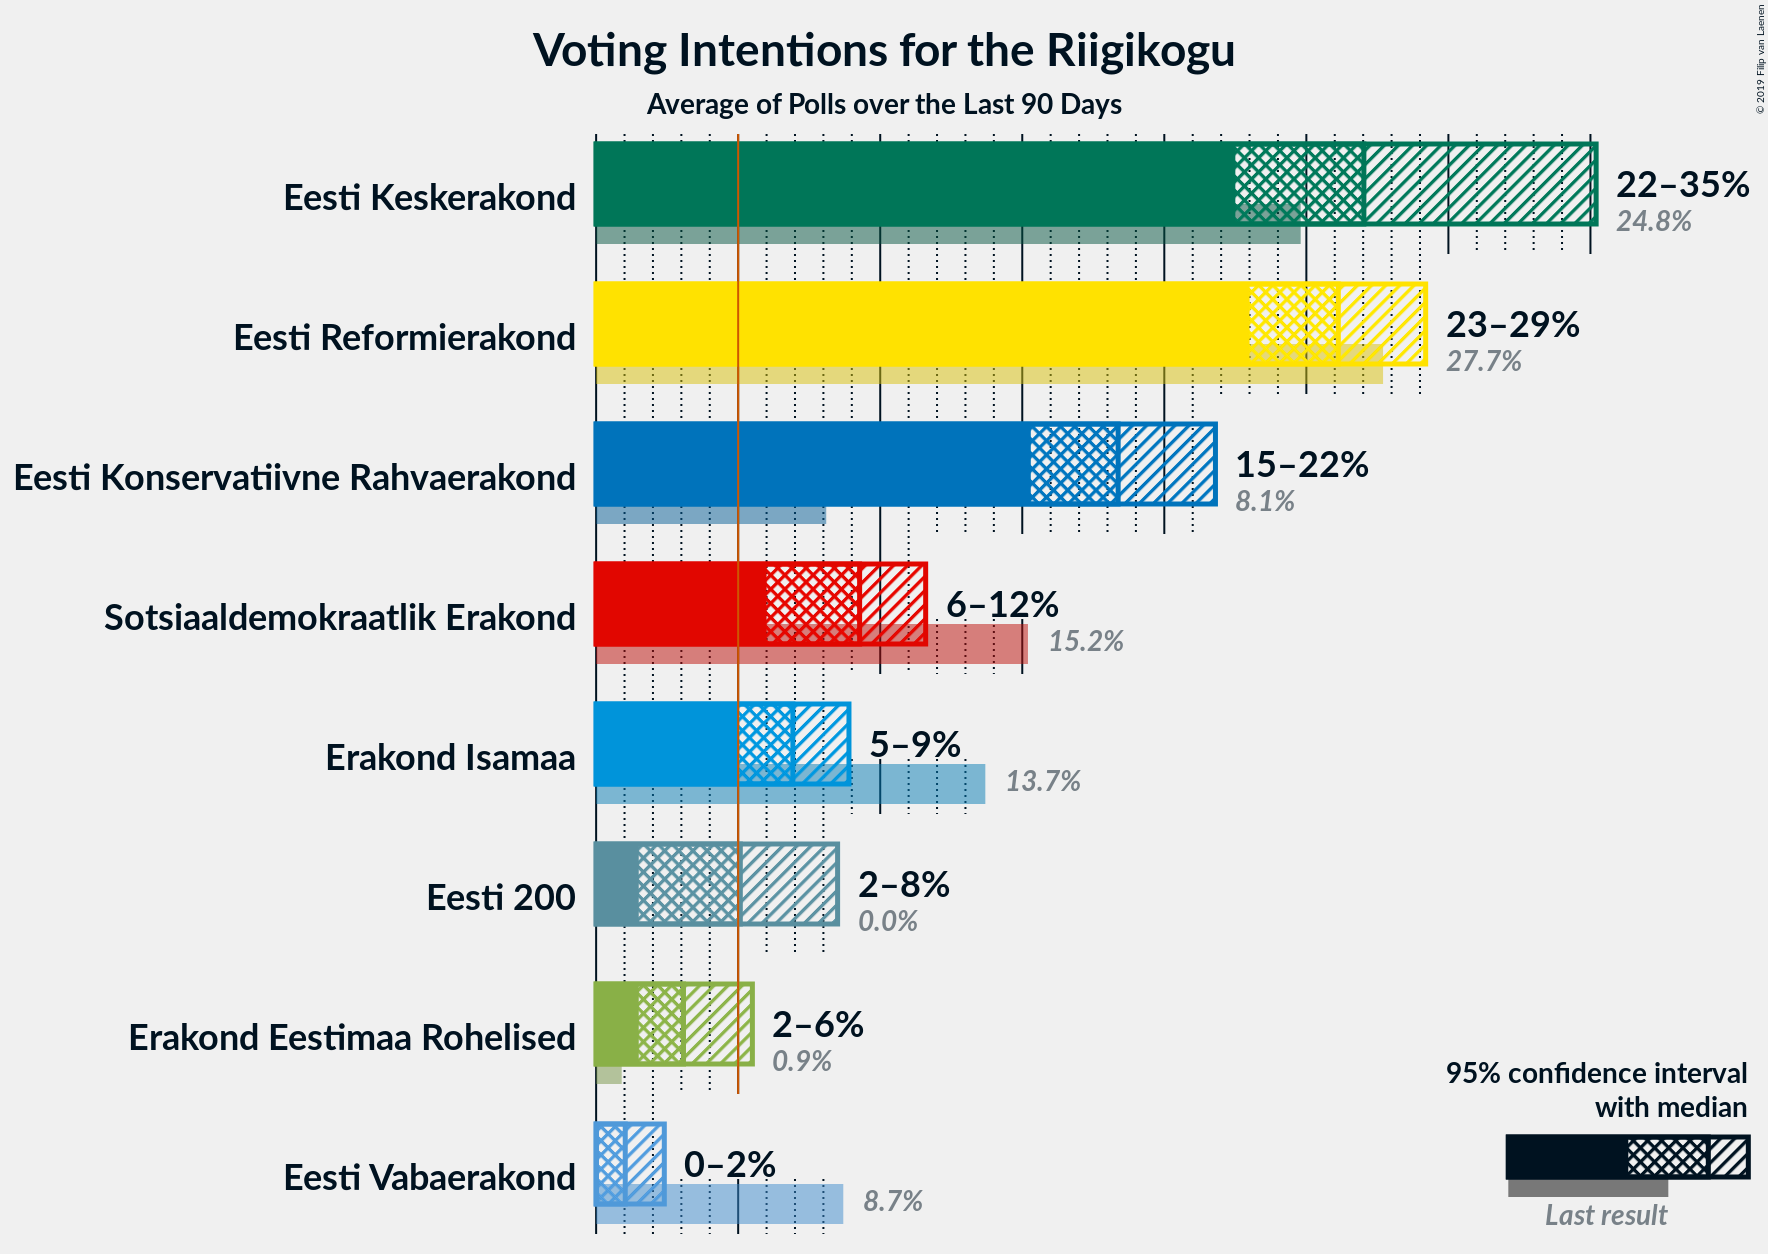 © 2019 Filip van Laenen
Voting Intentions for the Riigikogu
Average of Polls over the Last 90 Days
Eesti Keskerakond
22–35%
24.8%
Eesti Reformierakond
23–29%
27.7%
Eesti Konservatiivne Rahvaerakond
15–22%
8.1%
Sotsiaaldemokraatlik Erakond
6–12%
15.2%
Erakond Isamaa
5–9%
13.7%
Eesti 200
2–8%
0.0%
Erakond Eestimaa Rohelised
2–6%
0.9%
Eesti Vabaerakond
0–2%
8.7%
95% confidence interval
with median
Last result